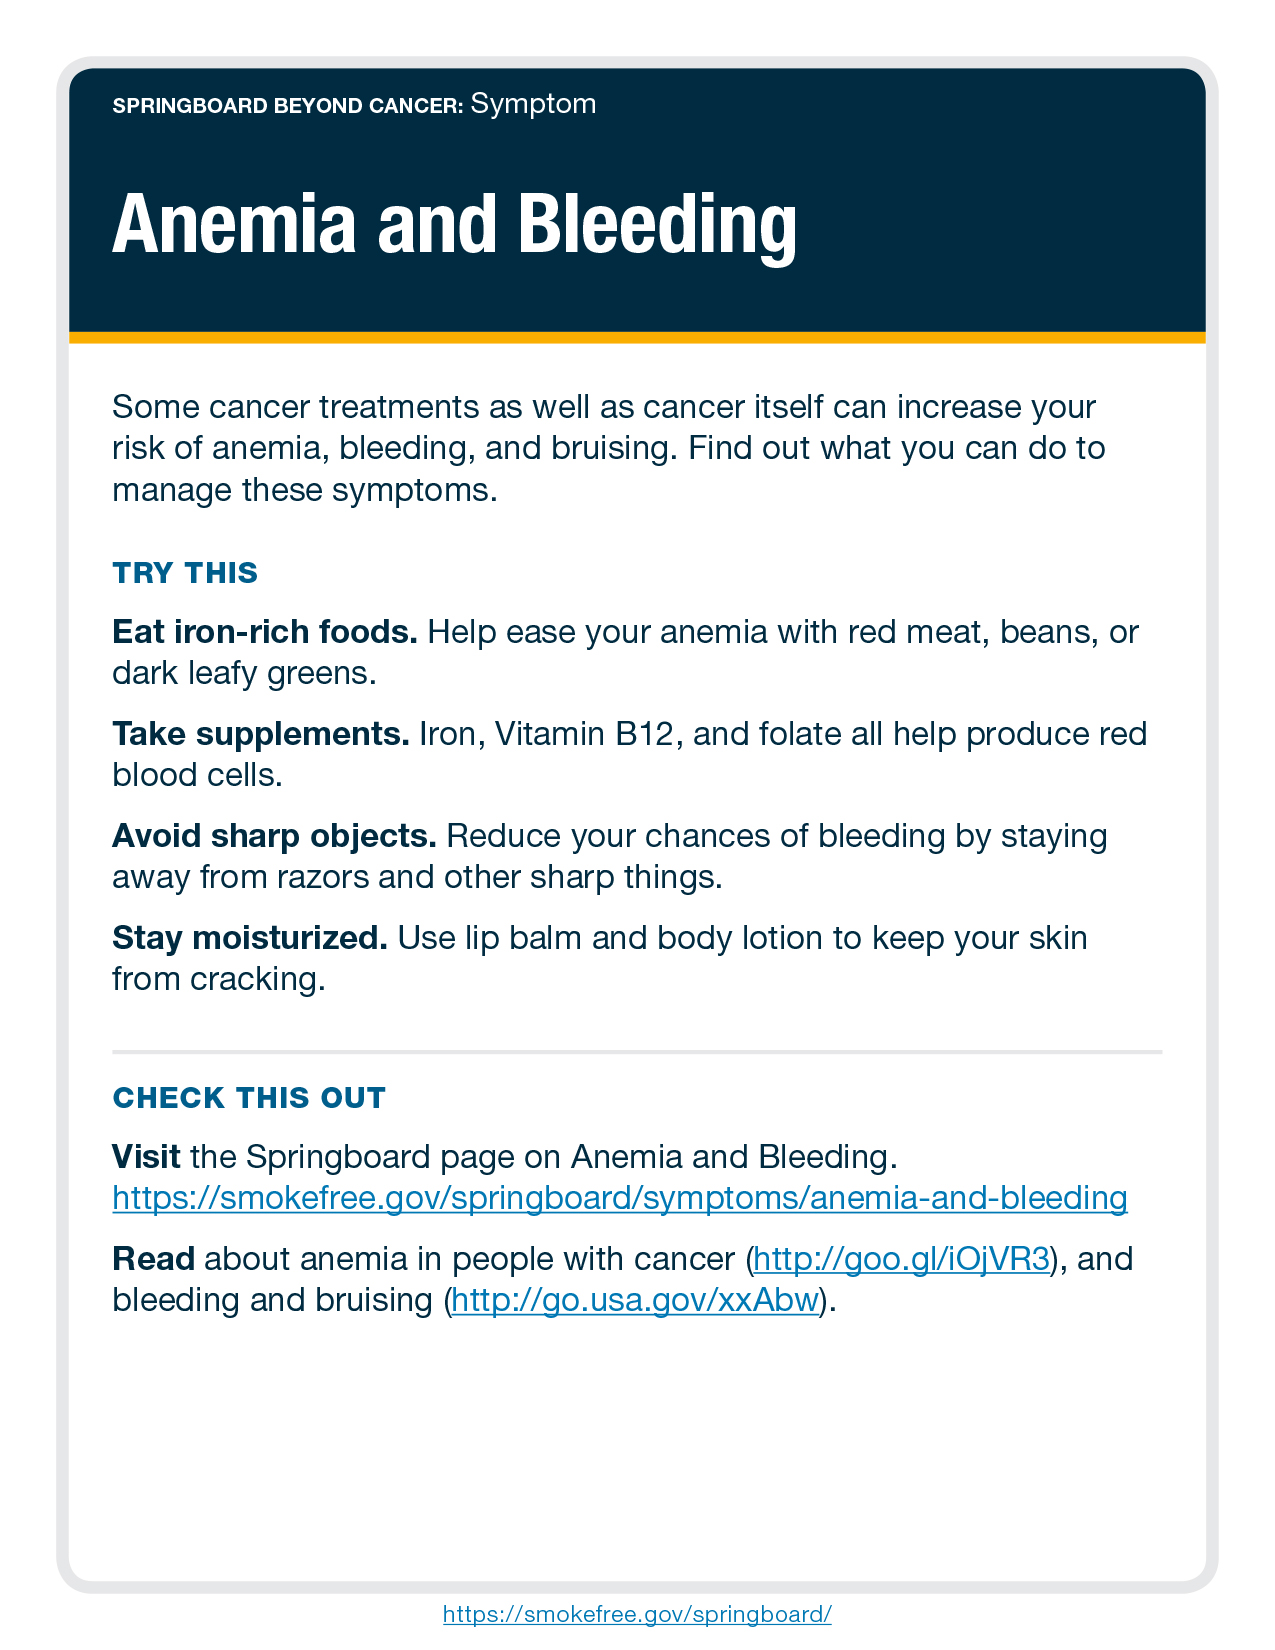 SPRINGBOARD BEYOND CANCER: Symptom
Anemia and Bleeding
Some cancer treatments as well as cancer itself can increase your
risk of anemia, bleeding, and bruising. Find out what you can do to
manage these symptoms.
TRY THIS
Eat iron-rich foods. Help ease your anemia with red meat, beans, or
dark leafy greens.
Take supplements. Iron, Vitamin B12, and folate all help produce red
blood cells.
Avoid sharp objects. Reduce your chances of bleeding by staying
away from razors and other sharp things.
Stay moisturized. Use lip balm and body lotion to keep your skin
from cracking.
CHECK THIS OUT
Visit the Springboard page on Anemia and Bleeding.
https://smokefree.gov/springboard/symptoms/anemia-and-bleeding
Read about anemia in people with cancer (http://goo.gl/iOjVR3), and
bleeding and bruising (http://go.usa.gov/xxAbw).
https://smokefree.gov/springboard/